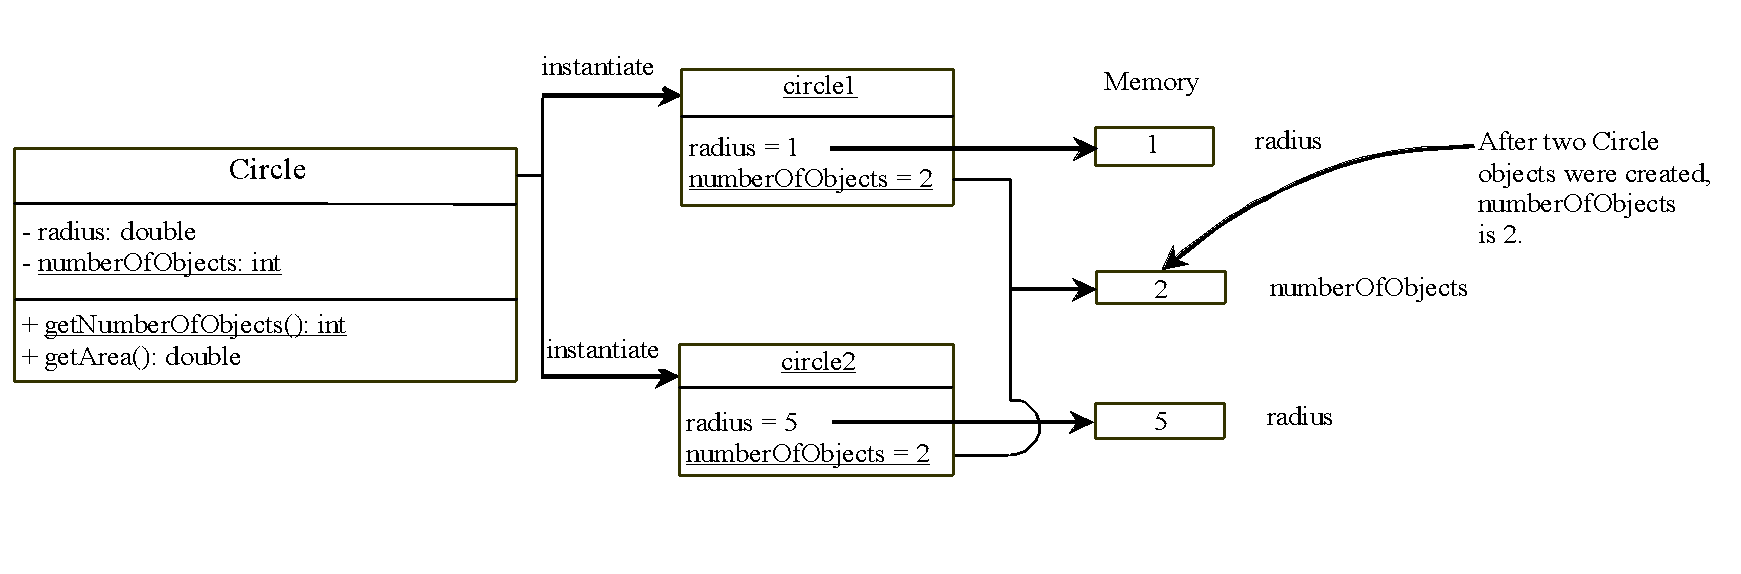 Circle
- radius: double
- numberOfObjects: int
+ getNumberOfObjects(): int
+ getArea(): double
instantiate
circle1
radius = 1
numberOfObjects = 2
instantiate
circle2
radius = 5
numberOfObjects = 2
Memory
1
radius
2
numberOfObjects
5
radius
After two Circle
objects were created,
numberOfObjects
is 2.